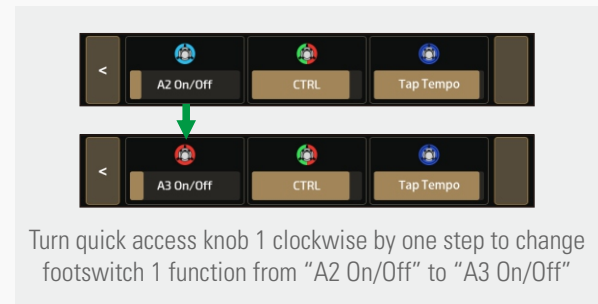 < A2 On/Off CTRL Tap Tempo
< A3 On/Off CTRL Tap Tempo
Turn quick access knob 1 clockwise by one step to change
footswitch 1 function from “A2 On/Off” to “A3 On/Off”